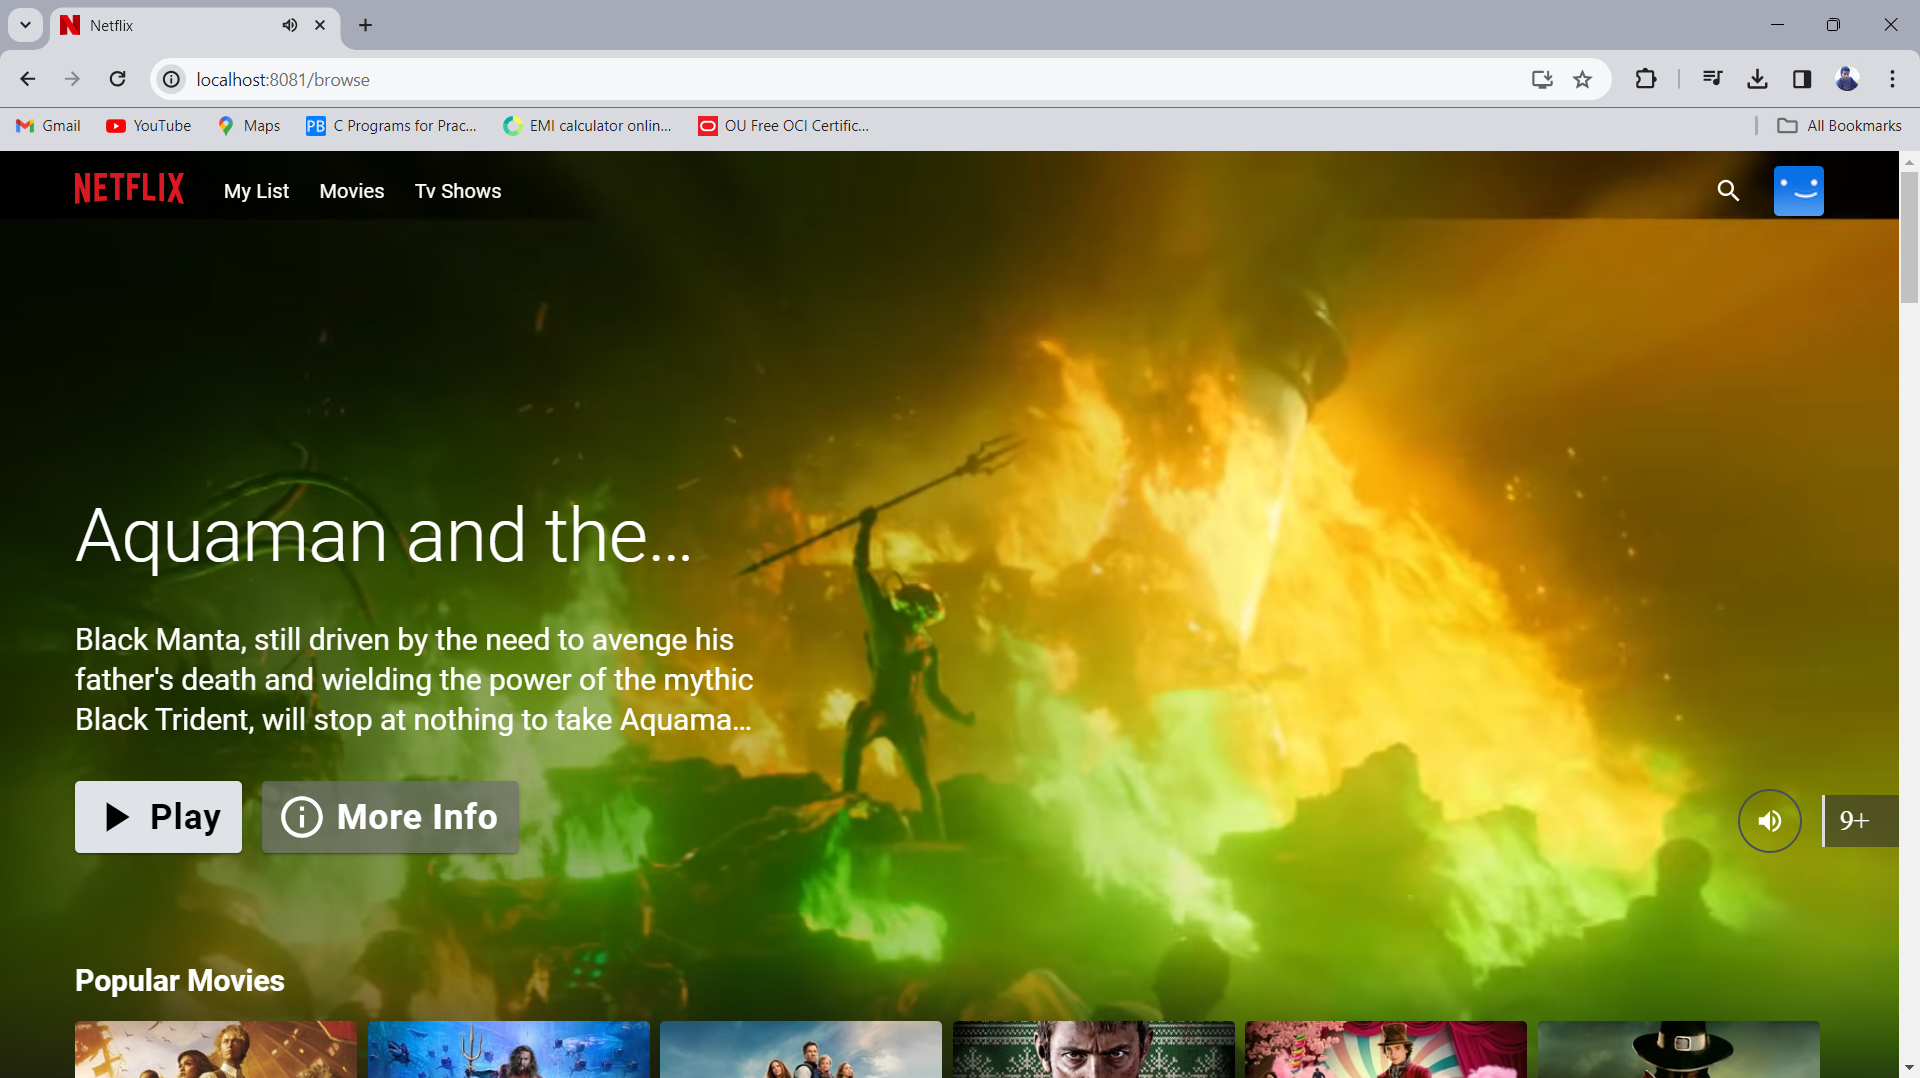 Netflix
localhost:8081/browse
Gmail
YouTube
Maps
PB
C Programs for Prac...
EMI calculator onlin...
OU Free OCI Certific...
All Bookmarks
NETFLIX
My List
Movies
Tv Shows
Aquaman and the...
Black Manta, still driven by the need to avenge his
father's death and wielding the power of the mythic
Black Trident, will stop at nothing to take Aquama...
Play
More Info
9+
Popular Movies